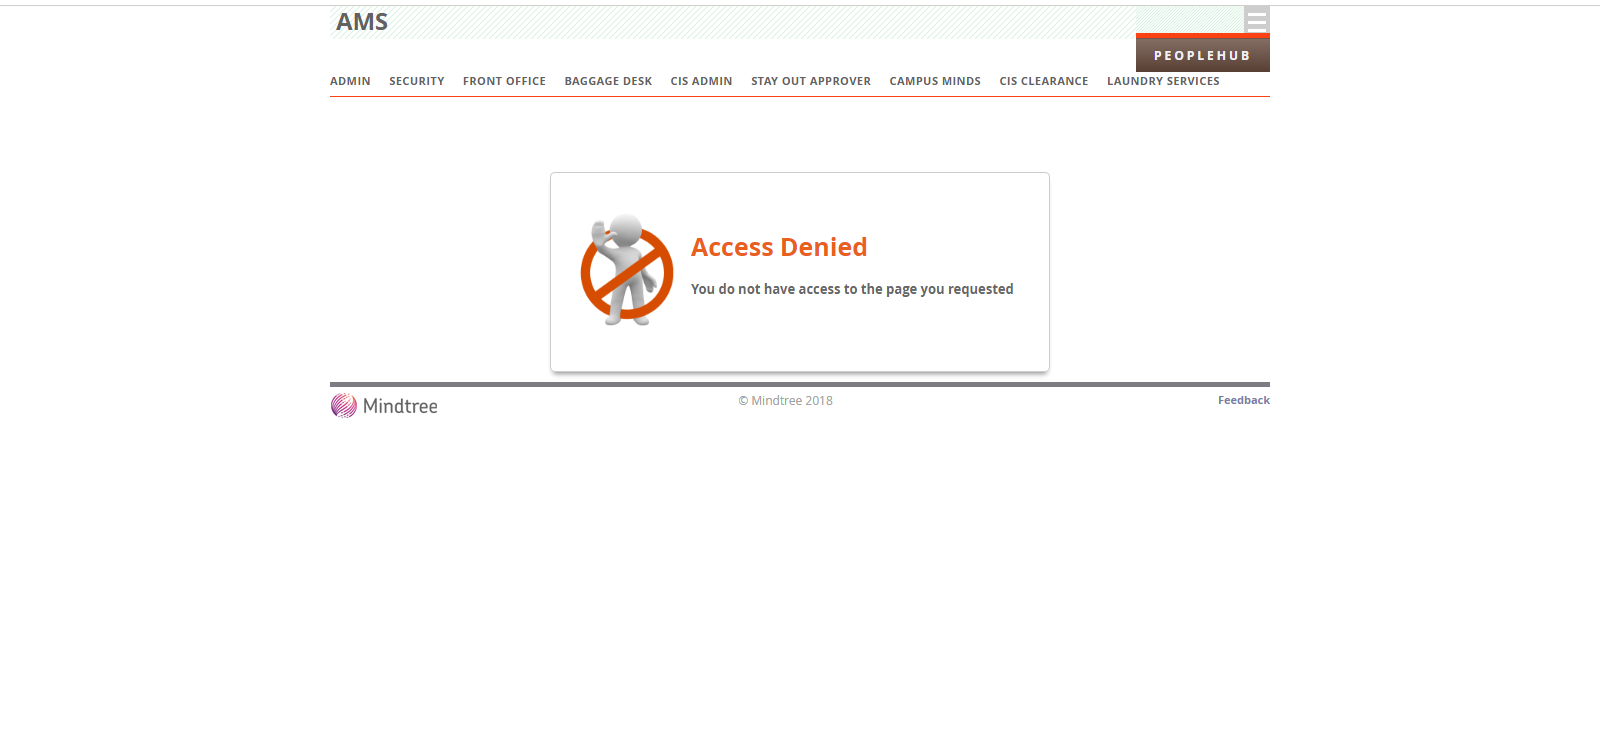 AMS
PEOPLEHUB
ADMIN SECURITY FRONT OFFICE BAGGAGE DESK CIS ADMIN STAY OUT APPROVER CAMPUS MINDS CIS CLEARANCE LAUNDRY SERVICES
Access Denied
You do not have access to the page you requested
Mindtree © Mindtree 2018 Feedback